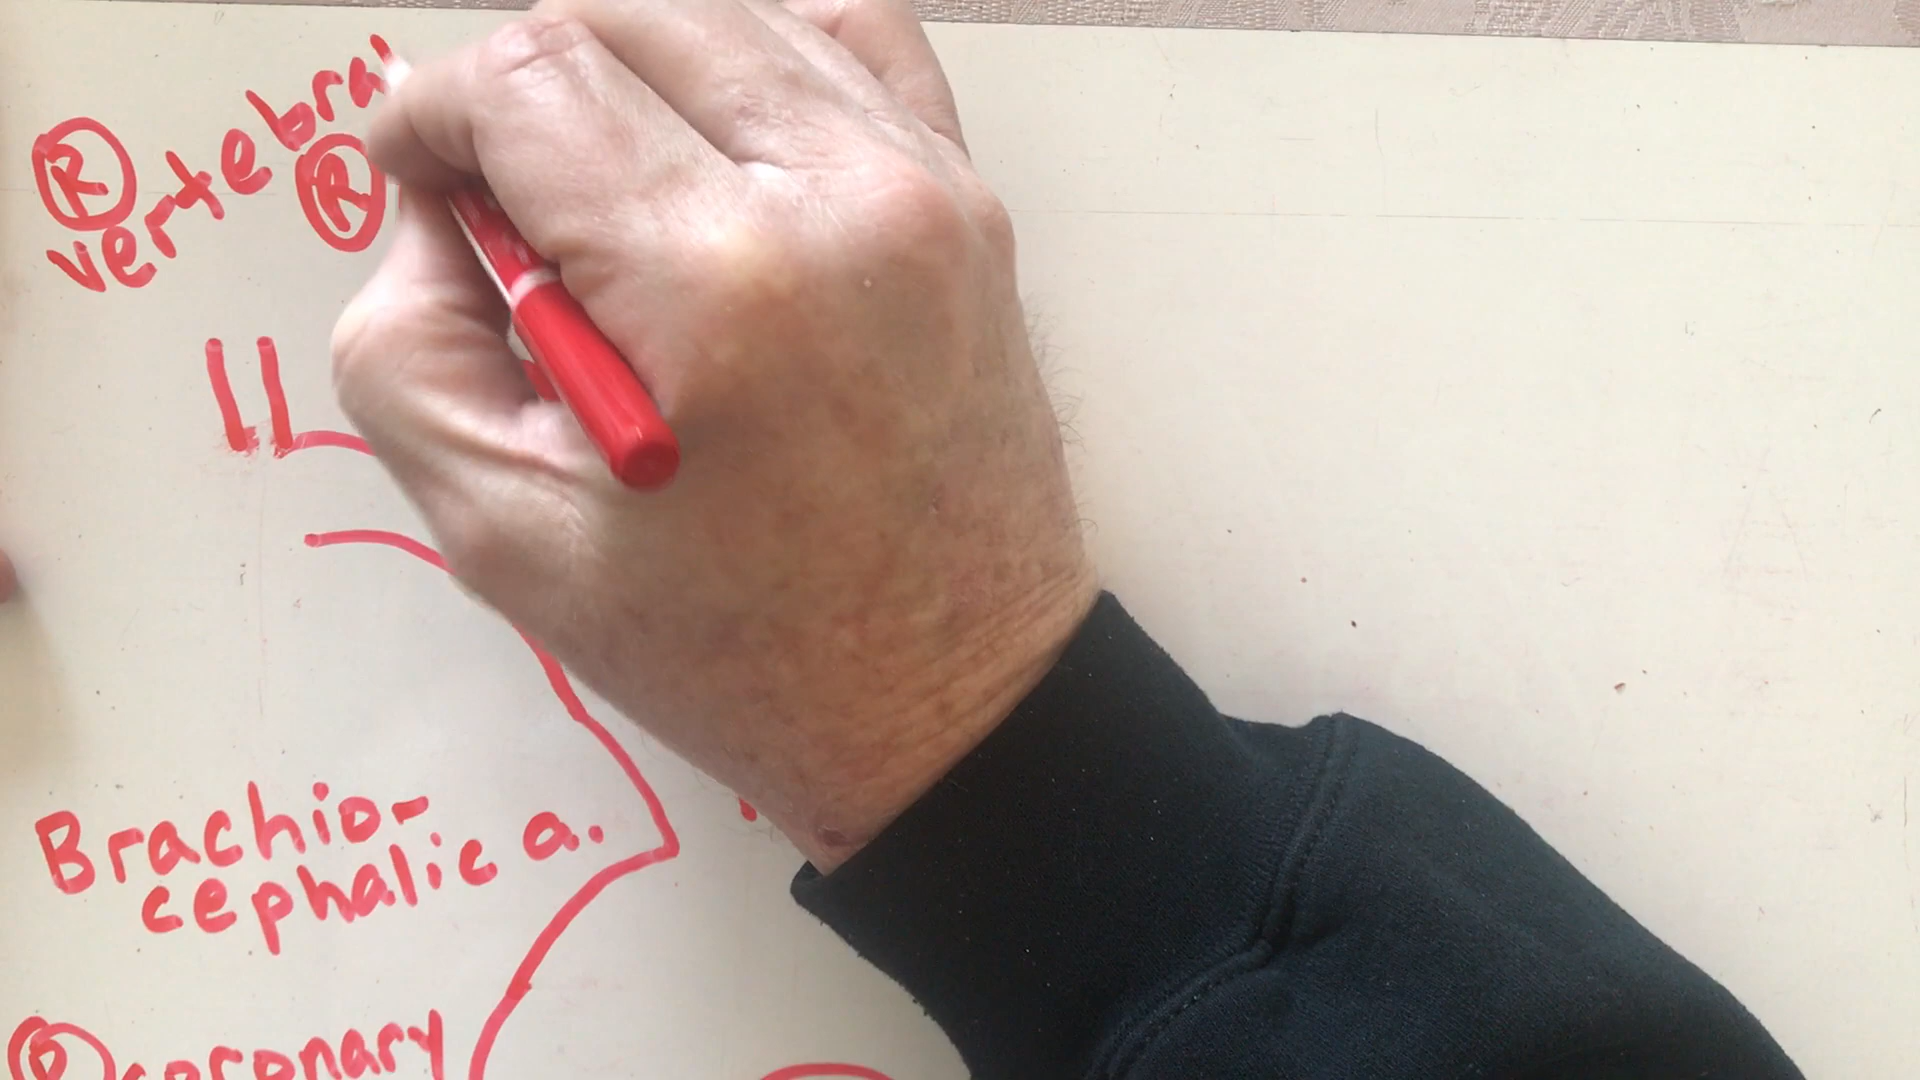 Ⓡ
vertebral
Ⓡ
Brachio-
cephalic a.
Ⓡ coronary